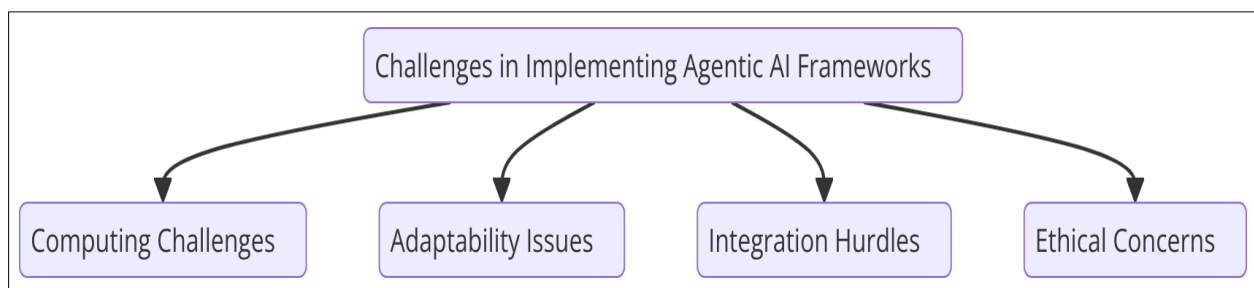 Challenges in Implementing Agentic AI Frameworks
Computing Challenges
Adaptability Issues
Integration Hurdles
Ethical Concerns